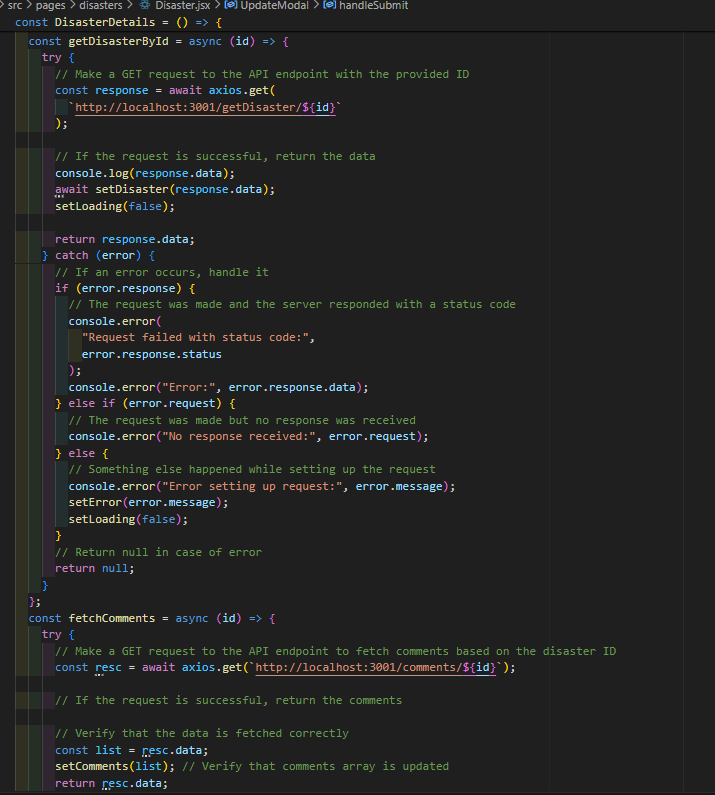 > src > pages > disasters > Disaster.jsx > UpdateModal > handleSubmit
const DisasterDetails = () => {
const getDisasterById = async (id) => {
try {
// Make a GET request to the API endpoint with the provided ID
const response = await axios.get(
`http://localhost:3001/getDisaster/${id}`
);
// If the request is successful, return the data
console.log(response.data);
await setDisaster(response.data);
setLoading(false);
return response.data;
} catch (error) {
// If an error occurs, handle it
if (error.response) {
// The request was made and the server responded with a status code
console.error(
"Request failed with status code:",
error.response.status
);
console.error("Error:", error.response.data);
} else if (error.request) {
// The request was made but no response was received
console.error("No response received:", error.request);
} else {
// Something else happened while setting up the request
console.error("Error setting up request:", error.message);
setError(error.message);
setLoading(false);
}
// Return null in case of error
return null;
}
};
const fetchComments = async (id) => {
try {
// Make a GET request to the API endpoint to fetch comments based on the disaster ID
const resc = await axios.get(`http://localhost:3001/comments/${id}`);
// If the request is successful, return the comments
// Verify that the data is fetched correctly
const list = resc.data;
setComments(list); // Verify that comments array is updated
return resc.data;